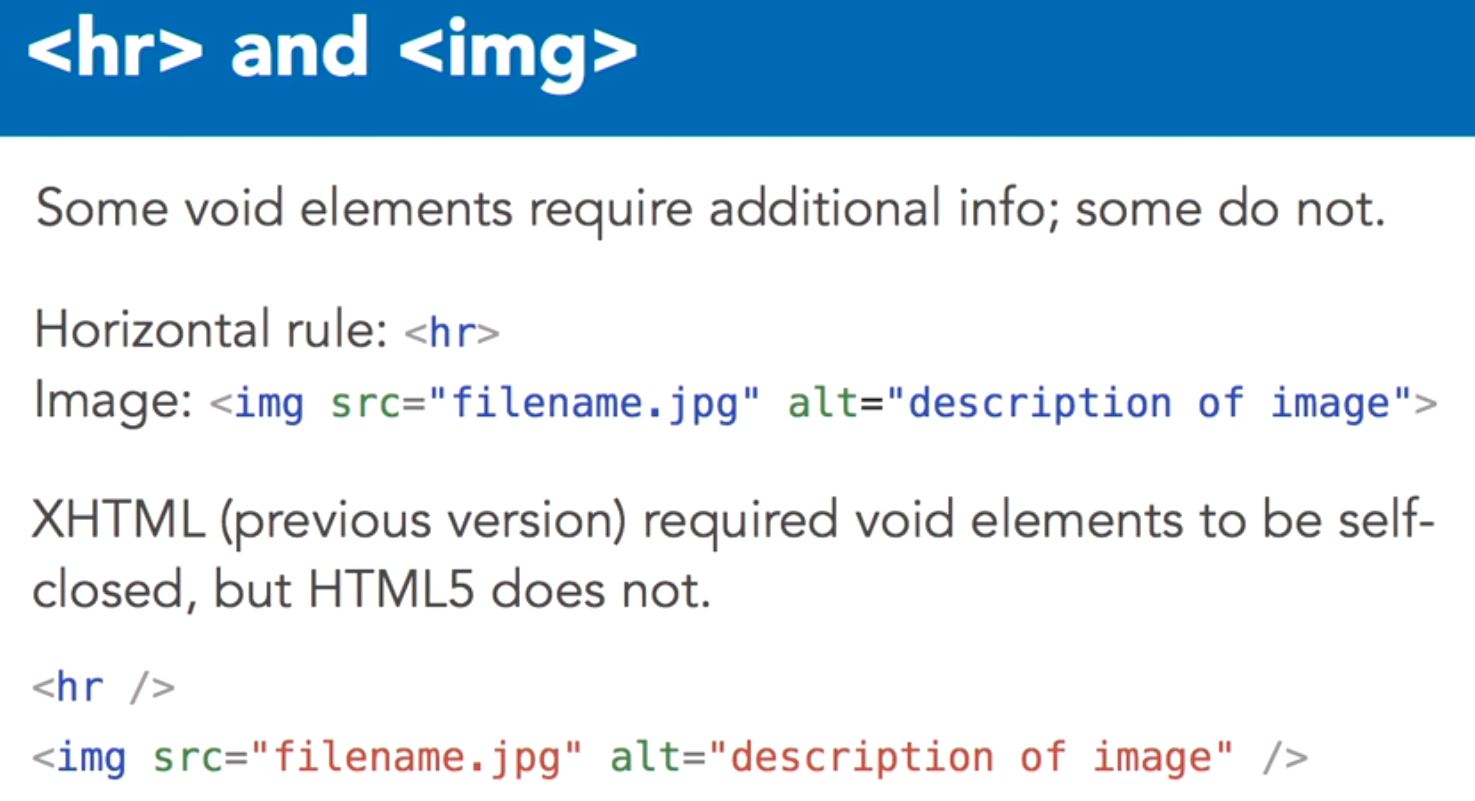 <hr> and <img>
Some void elements require additional info; some do not.
Horizontal rule: <hr>
Image: <img src="filename.jpg" alt="description of image">
XHTML (previous version) required void elements to be self-
closed, but HTML5 does not.
<hr />
<img src="filename.jpg" alt="description of image" />